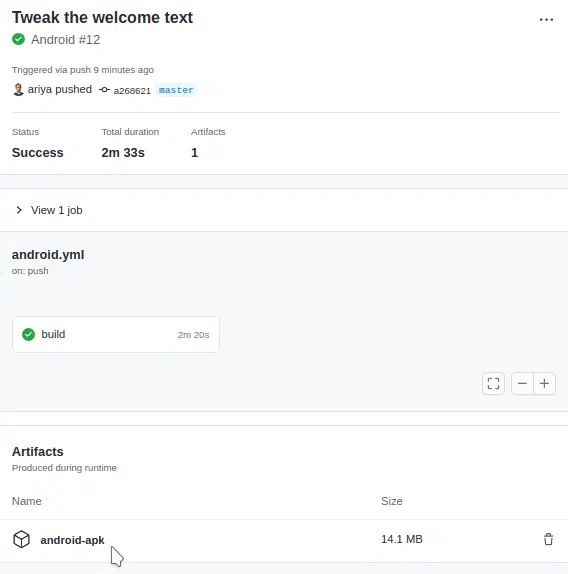 Tweak the welcome text
Android #12
Triggered via push 9 minutes ago
ariya pushed a268621 master
Status Total duration Artifacts
Success 2m 33s 1
View 1 job
android.yml
on: push
build 2m 20s
Artifacts
Produced during runtime
Name Size
android-apk 14.1 MB